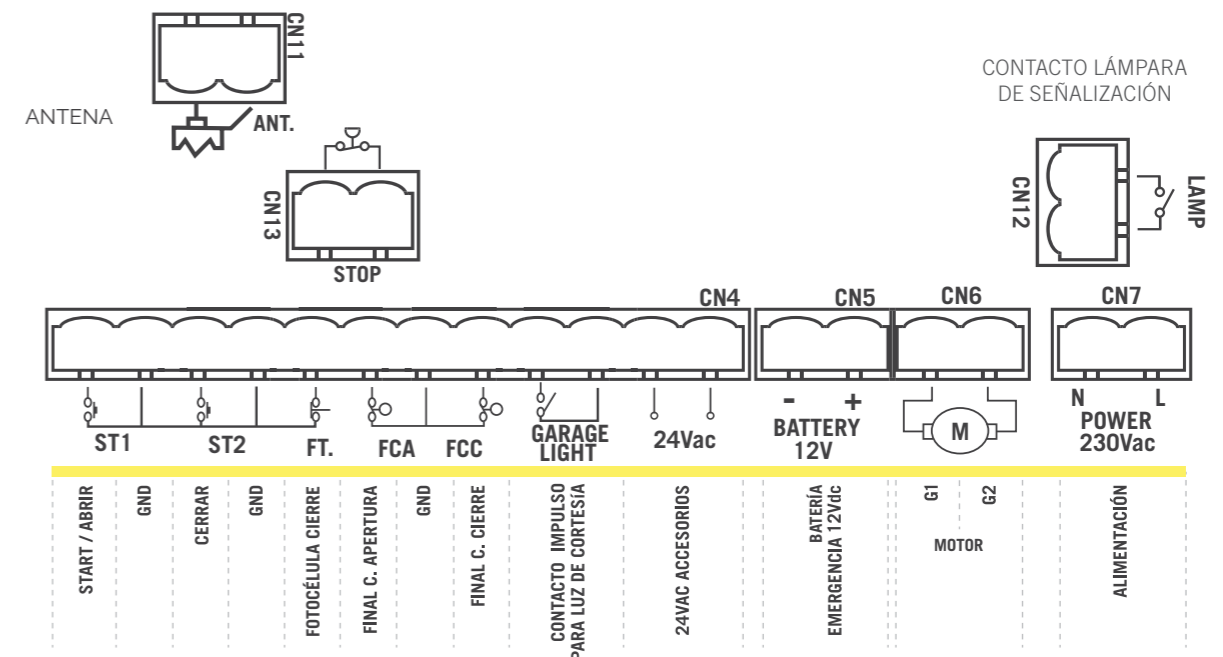 CN11
ANTENA
ANT.
CONTACTO LÁMPARA
DE SEÑALIZACIÓN
CN13
STOP
CN12
LAMP
CN4
CN5
CN6
CN7
ST1
ST2
FT.
FCA
FCC
GARAGE
LIGHT
24Vac
- +
BATTERY
12V
M
N L
POWER
230Vac
START / ABRIR
GND
CERRAR
GND
FOTOCÉLULA CIERRE
FINAL C. APERTURA
GND
FINAL C. CIERRE
CONTACTO IMPULSO
PARA LUZ DE CORTESíA
24VAC ACCESORIOS
BATERÍA
EMERGENCIA 12Vdc
G1
G2
MOTOR
ALIMENTACIÓN